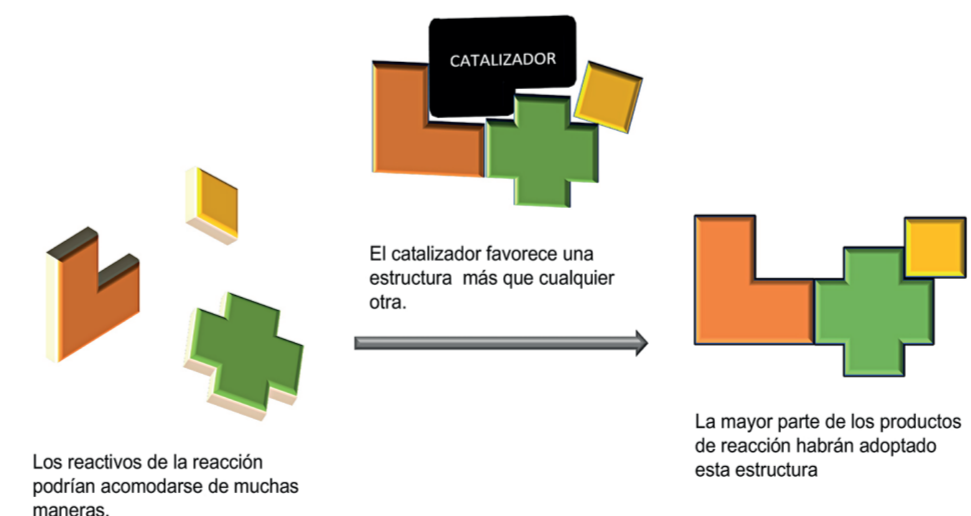 CATALIZADOR
El catalizador favorece una
estructura más que cualquier
otra.
Los reactivos de la reacción
podrían acomodarse de muchas
maneras.
La mayor parte de los productos
de reacción habrán adoptado
esta estructura